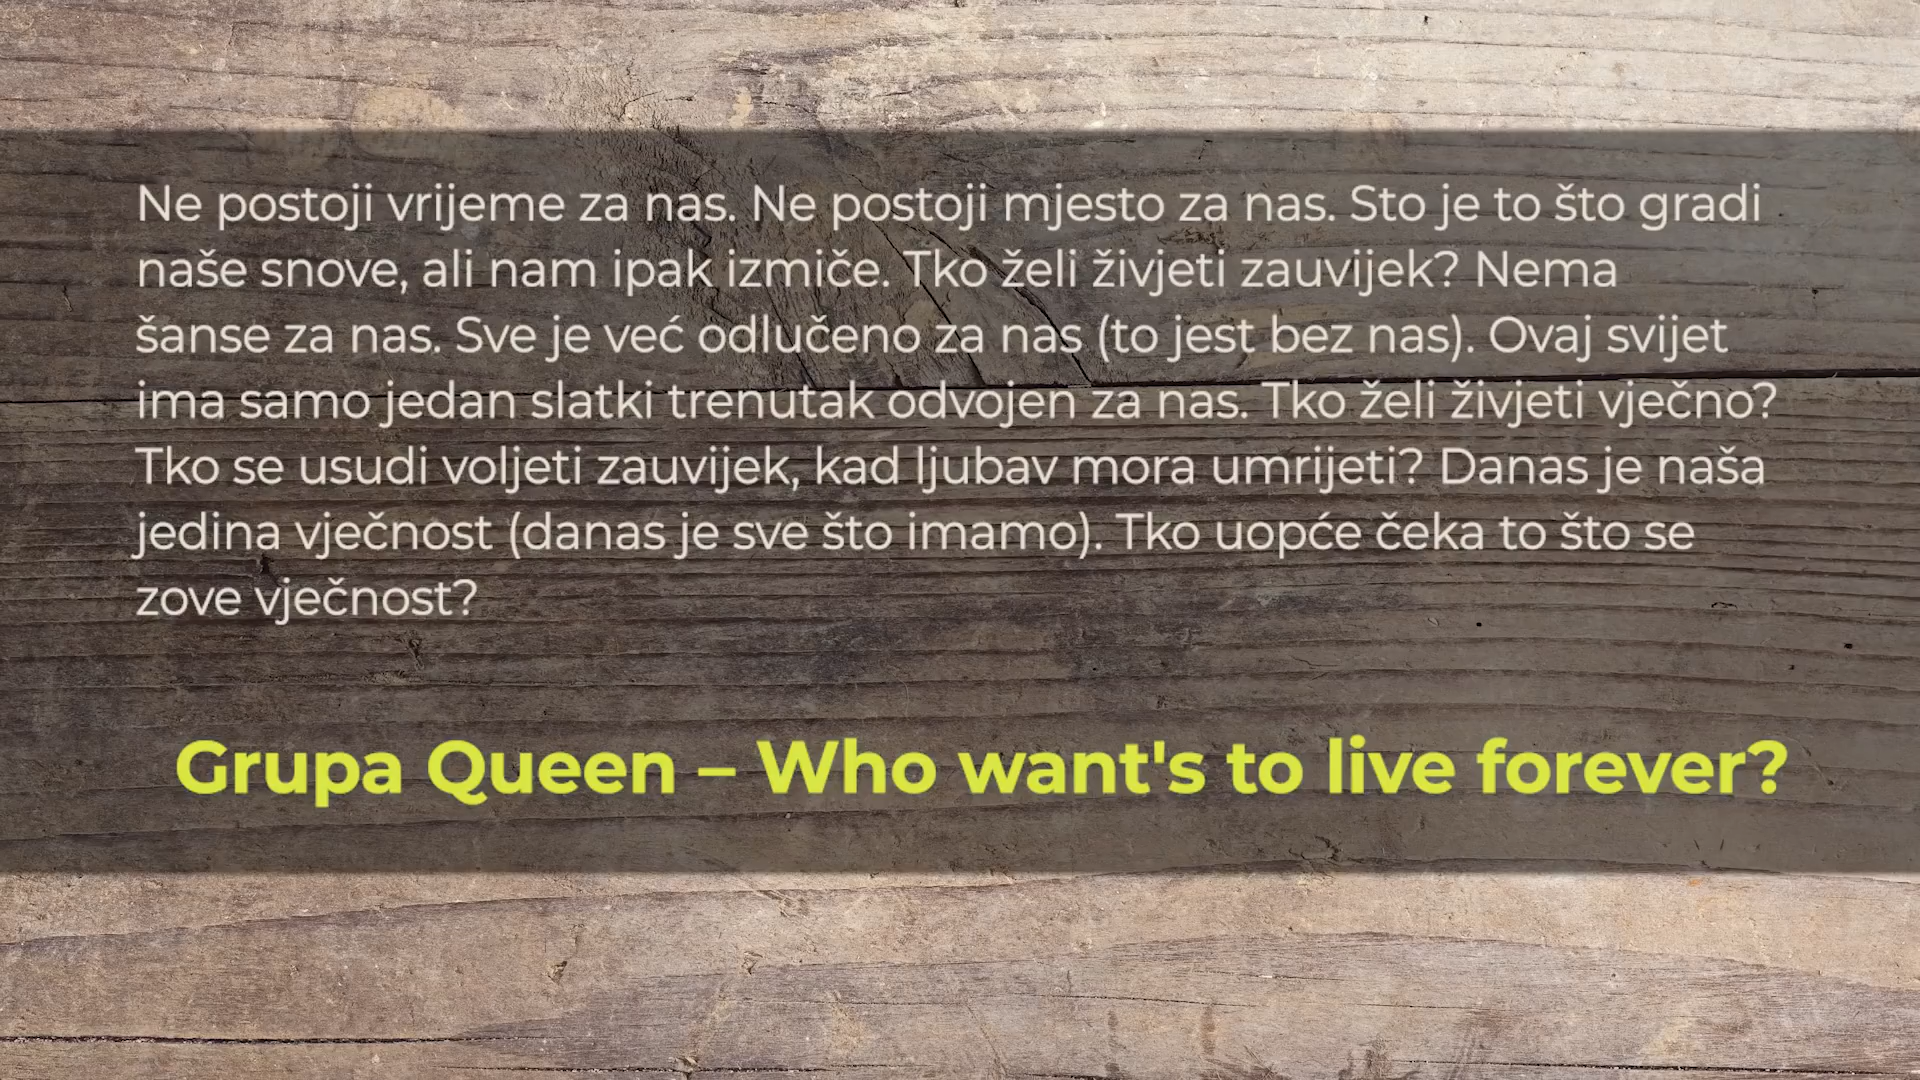 Ne postoji vrijeme za nas. Ne postoji mjesto za nas. Sto je to što gradi
naše snove, ali nam ipak izmiče. Tko želi živjeti zauvijek? Nema
šanse za nas. Sve je već odlučeno za nas (to jest bez nas). Ovaj svijet
ima samo jedan slatki trenutak odvojen za nas. Tko želi živjeti vječno?
Tko se usudi voljeti zauvijek, kad ljubav mora umrijeti? Danas je naša
jedina vječnost (danas je sve što imamo). Tko uopće čeka to što se
zove vječnost?
Grupa Queen – Who want's to live forever?